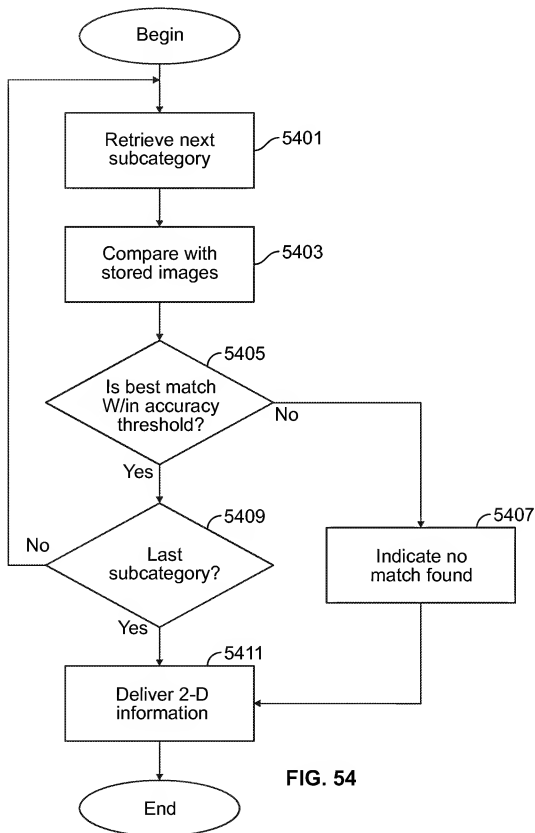 Begin
Retrieve next
subcategory
5401
Compare with
stored images
5403
5405
Is best match
W/in accuracy
threshold?
No
Yes
5409
No
Last
subcategory?
5407
Indicate no
match found
Yes
5411
Deliver 2-D
information
FIG. 54
End